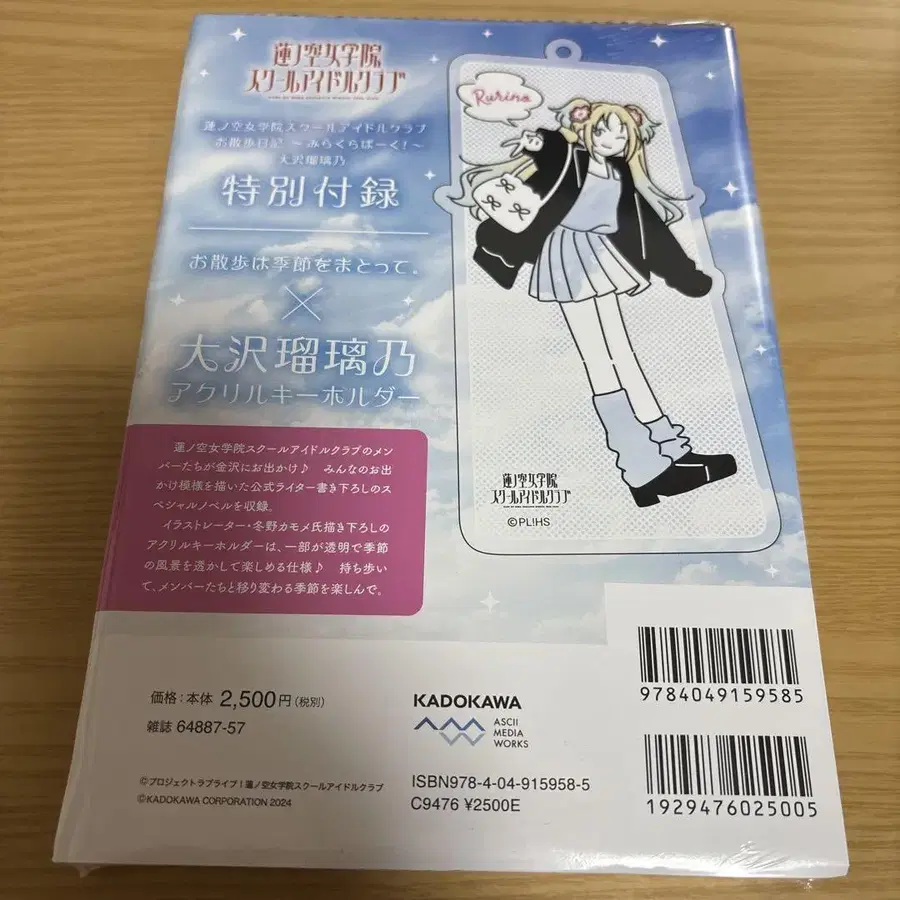 蓮ノ空女学院
スクールアイドルクラブ
蓮ノ空女学院スクールアイドルクラブ
お散歩日記 ～みらくらぱーく！～
大沢瑠璃乃
特別付録
お散歩は季節をまとって。
×
大沢瑠璃乃
アクリルキーホルダー
蓮ノ空女学院スクールアイドルクラブのメン
バーたちが金沢にお出かけ♪ みんなのお出
かけ模様を描いた公式ライター書き下ろしのス
ペシャルノベルを収録。
イラストレーター・冬野カモメ氏描き下ろしの
アクリルキーホルダーは、一部が透明で季節
の風景を透かして楽しめる仕様♪ 持ち歩い
て、メンバーたちと移り変わる季節を楽しんで。
Rurino
蓮ノ空女学院
スクールアイドルクラブ
©PL!HS
価格：本体 2,500円（税別）
雑誌 64887-57
©プロジェクトラブライブ！蓮ノ空女学院スクールアイドルクラブ
©KADOKAWA CORPORATION 2024
KADOKAWA
ASCII
MEDIA
WORKS
ISBN978-4-04-915958-5
C9476 ¥2500E
9784049159585
1929476025005